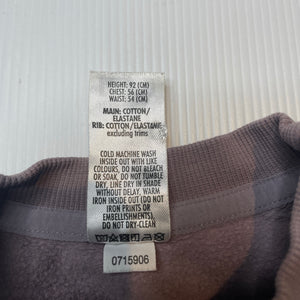 HEIGHT: 92 (CM)
CHEST: 56 (CM)
WAIST: 54 (CM)
MAIN: COTTON/
ELASTANE
RIB: COTTON/ELASTANE
excluding trims
COLD MACHINE WASH
INSIDE OUT WITH LIKE
COLOURS, DO NOT BLEACH
OR SOAK, DO NOT TUMBLE
DRY, LINE DRY IN SHADE
WITHOUT DELAY, WARM
IRON INSIDE OUT (DO NOT
IRON PRINTS OR
EMBELLISHMENTS),
DO NOT DRY-CLEAN
0715906